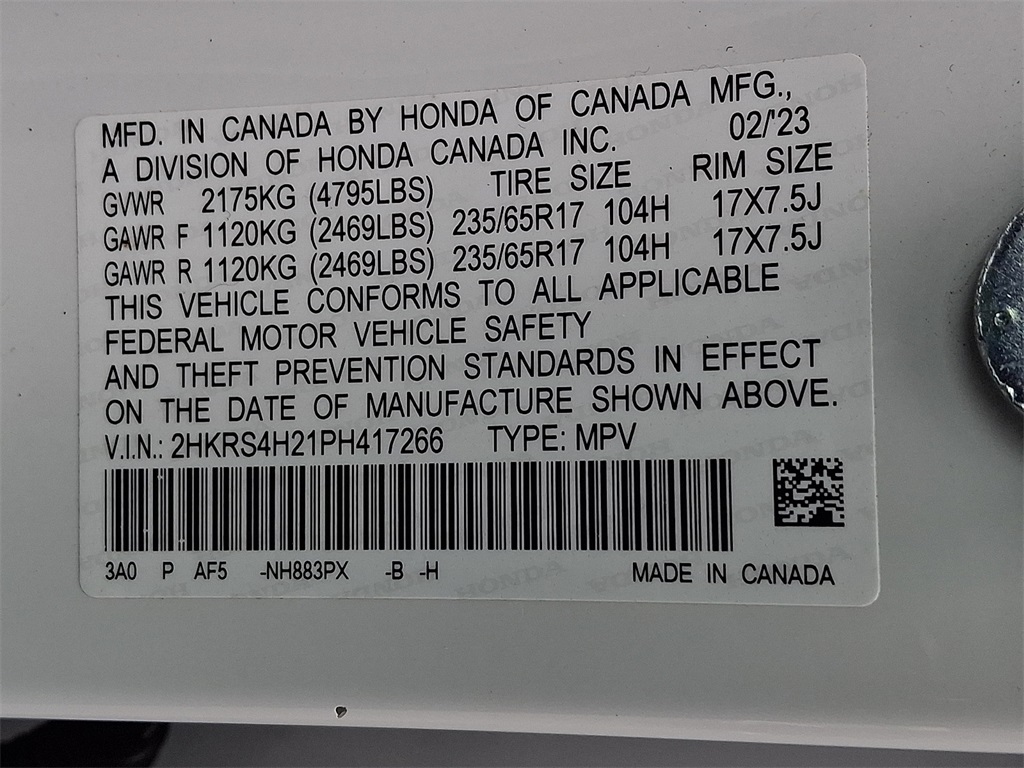 MFD. IN CANADA BY HONDA OF CANADA MFG.,
A DIVISION OF HONDA CANADA INC. 02/'23
GVWR 2175KG (4795LBS) TIRE SIZE RIM SIZE
GAWR F 1120KG (2469LBS) 235/65R17 104H 17X7.5J
GAWR R 1120KG (2469LBS) 235/65R17 104H 17X7.5J
THIS VEHICLE CONFORMS TO ALL APPLICABLE
FEDERAL MOTOR VEHICLE SAFETY
AND THEFT PREVENTION STANDARDS IN EFFECT
ON THE DATE OF MANUFACTURE SHOWN ABOVE.
V.I.N.: 2HKRS4H21PH417266 TYPE: MPV
3A0 P AF5 -NH883PX -B -H MADE IN CANADA